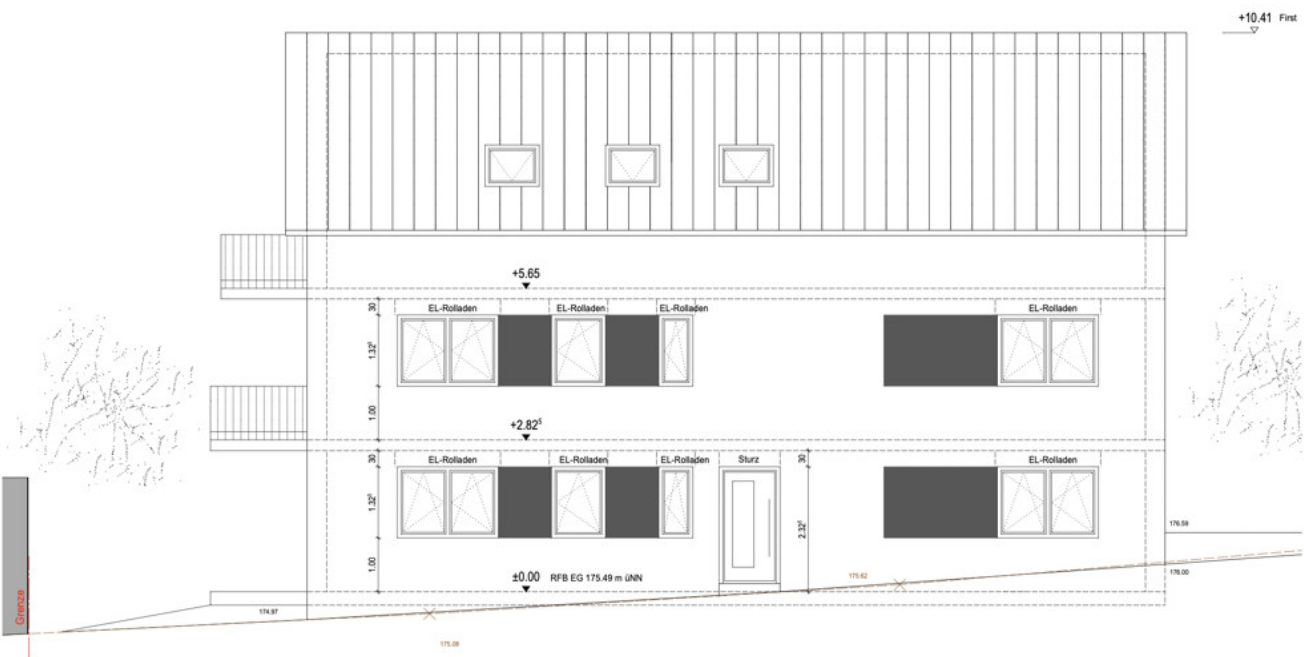 +10.41 First
+5.65
30
EL-Rolladen EL-Rolladen EL-Rolladen EL-Rolladen
1.32⁵
1.00
+2.82⁵
30
EL-Rolladen EL-Rolladen EL-Rolladen Sturz 30 EL-Rolladen
1.32⁵
2.32⁵
176.59
1.00
±0.00 RFB EG 175.49 m üNN
175.62
176.00
Grenze
174.97
175.08